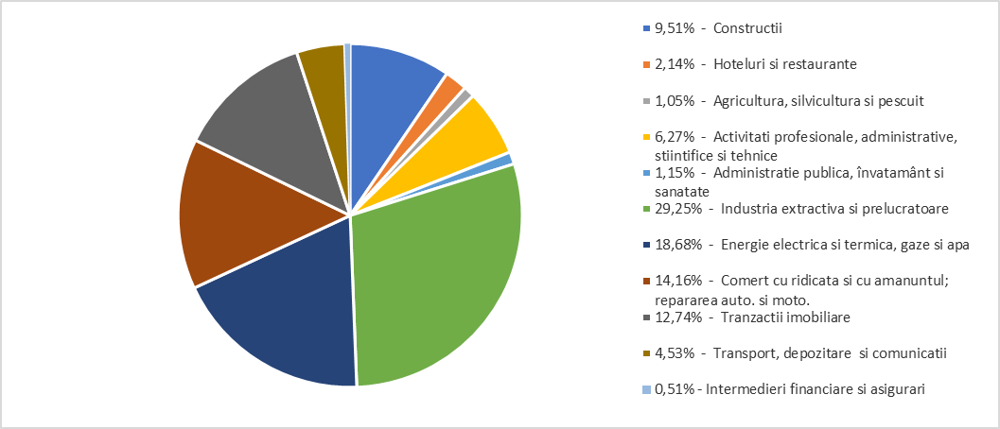 9,51% - Constructii
2,14% - Hoteluri si restaurante
1,05% - Agricultura, silvicultura si pescuit
6,27% - Activitati profesionale, administrative,
stiintifice si tehnice
1,15% - Administratie publica, învatamânt si
sanatate
29,25% - Industria extractiva si prelucratoare
18,68% - Energie electrica si termica, gaze si apa
14,16% - Comert cu ridicata si cu amanuntul;
repararea auto. si moto.
12,74% - Tranzactii imobiliare
4,53% - Transport, depozitare si comunicatii
0,51% - Intermedieri financiare si asigurari